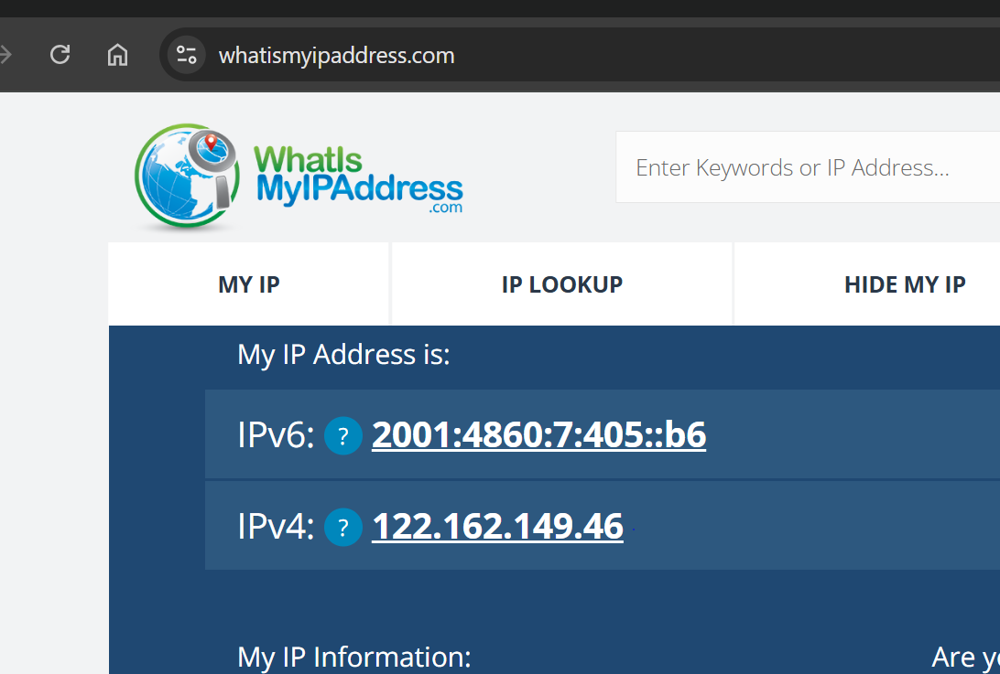 whatismyipaddress.com
WhatIs
MyIPAddress
.com
Enter Keywords or IP Address...
MY IP
IP LOOKUP
HIDE MY IP
My IP Address is:
IPv6: ? 2001:4860:7:405::b6
IPv4: ? 122.162.149.46
My IP Information:
Are yo